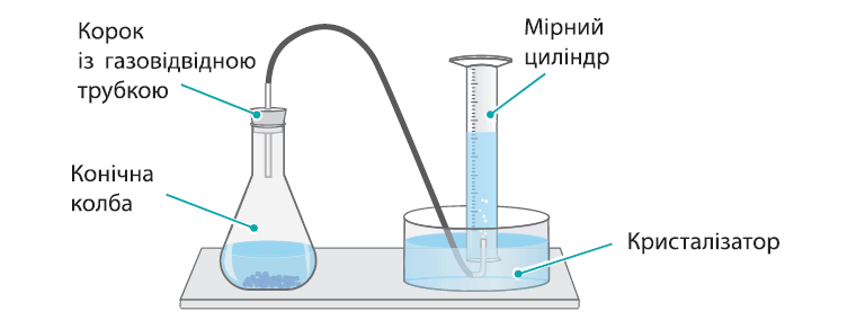 Корок
із газовідвідною
трубкою
Мірний
циліндр
Конічна
колба
Кристалізатор